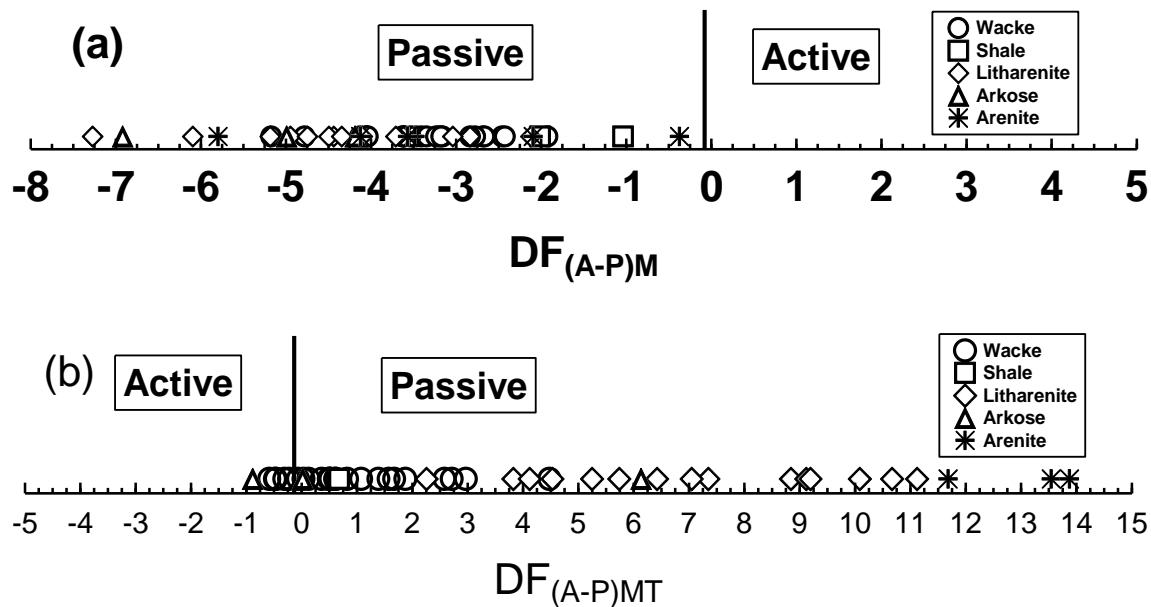 (a)
Passive
Active
Wacke
Shale
Litharenite
Arkose
Arenite
-8 -7 -6 -5 -4 -3 -2 -1 0 1 2 3 4 5
DF(A-P)M
(b)
Active
Passive
Wacke
Shale
Litharenite
Arkose
Arenite
-5 -4 -3 -2 -1 0 1 2 3 4 5 6 7 8 9 10 11 12 13 14 15
DF(A-P)MT